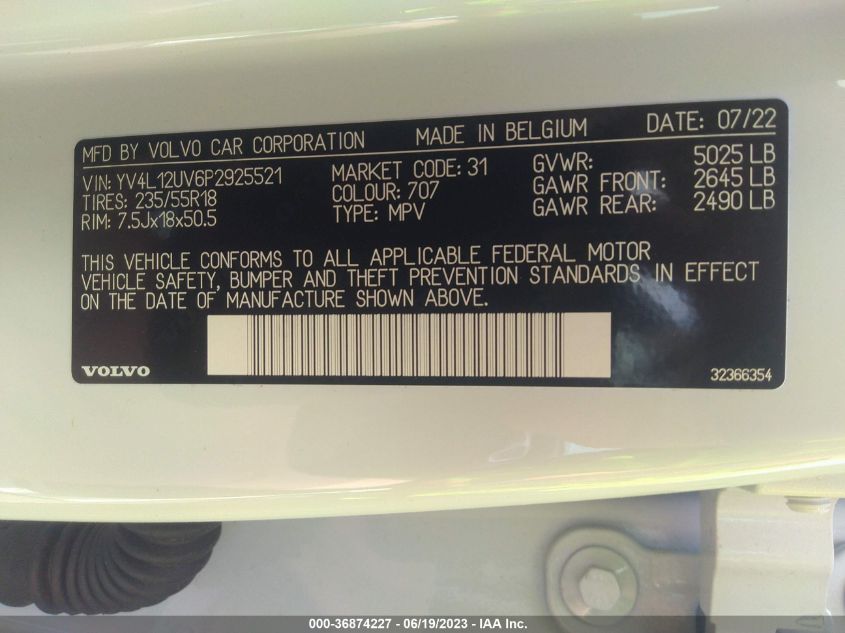 MFD BY VOLVO CAR CORPORATION MADE IN BELGIUM DATE: 07/22
VIN: YV4L12UV6P2925521 MARKET CODE: 31 GVWR: 5025 LB
TIRES: 235/55R18 COLOUR: 707 GAWR FRONT: 2645 LB
RIM: 7.5Jx18x50.5 TYPE: MPV GAWR REAR: 2490 LB
THIS VEHICLE CONFORMS TO ALL APPLICABLE FEDERAL MOTOR
VEHICLE SAFETY, BUMPER AND THEFT PREVENTION STANDARDS IN EFFECT
ON THE DATE OF MANUFACTURE SHOWN ABOVE.
VOLVO 32366354
000-36874227 - 06/19/2023 - IAA Inc.